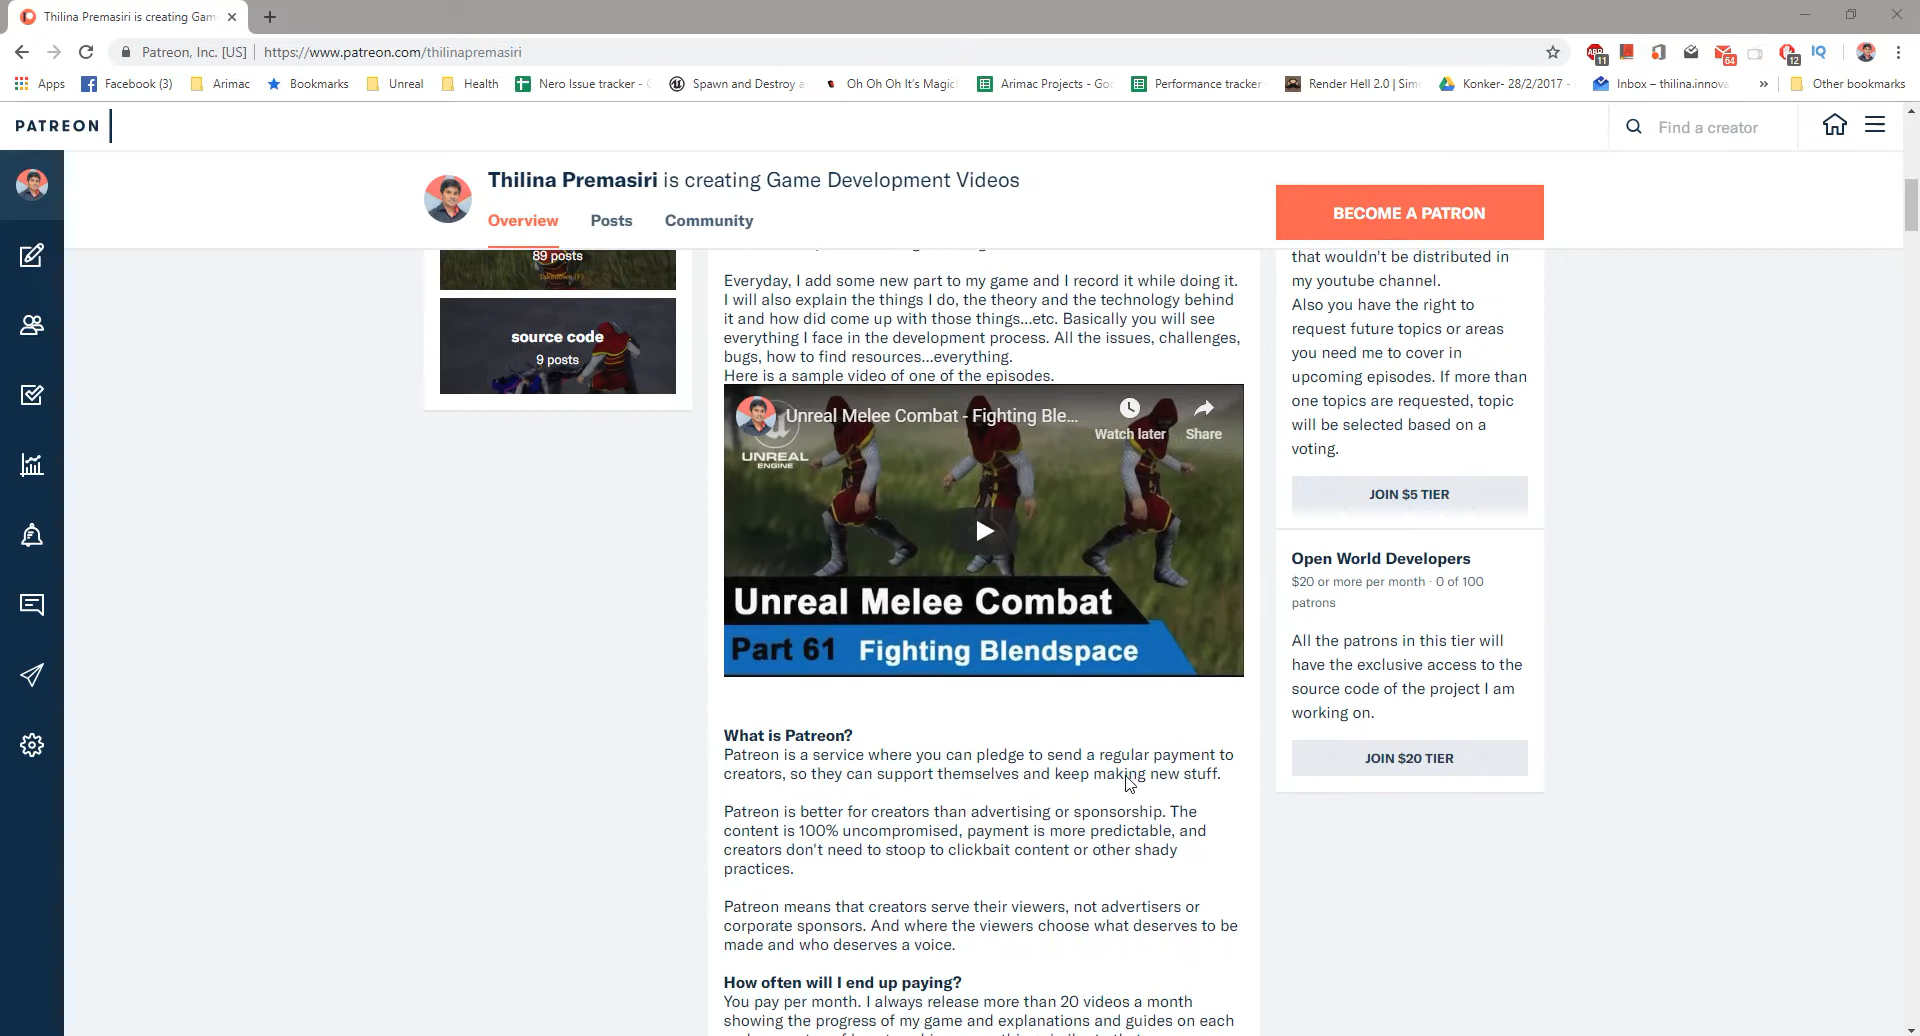 Thilina Premasiri is creating Gam
Patreon, Inc. [US]
https://www.patreon.com/thilinapremasiri
11
64
12
IQ
Apps
Facebook (3)
Arimac
Bookmarks
Unreal
Health
Nero Issue tracker - G
Spawn and Destroy a
Oh Oh Oh It's Magic!
Arimac Projects - Goo
Performance tracker
Render Hell 2.0 | Simo
Konker- 28/2/2017 -
Inbox – thilina.innova
»
Other bookmarks
PATREON
Find a creator
Thilina Premasiri is creating Game Development Videos
Overview
Posts
Community
BECOME A PATRON
89 posts
Takedown (F)
source code
9 posts
Everyday, I add some new part to my game and I record it while doing it.
I will also explain the things I do, the theory and the technology behind
it and how did come up with those things...etc. Basically you will see
everything I face in the development process. All the issues, challenges,
bugs, how to find resources...everything.
Here is a sample video of one of the episodes.
Unreal Melee Combat - Fighting Ble...
Watch later
Share
UNREAL
ENGINE
Unreal Melee Combat
Part 61 Fighting Blendspace
What is Patreon?
Patreon is a service where you can pledge to send a regular payment to
creators, so they can support themselves and keep making new stuff.
Patreon is better for creators than advertising or sponsorship. The
content is 100% uncompromised, payment is more predictable, and
creators don't need to stoop to clickbait content or other shady
practices.
Patreon means that creators serve their viewers, not advertisers or
corporate sponsors. And where the viewers choose what deserves to be
made and who deserves a voice.
How often will I end up paying?
You pay per month. I always release more than 20 videos a month
showing the progress of my game and explanations and guides on each
that wouldn't be distributed in
my youtube channel.
Also you have the right to
request future topics or areas
you need me to cover in
upcoming episodes. If more than
one topics are requested, topic
will be selected based on a
voting.
JOIN $5 TIER
Open World Developers
$20 or more per month · 0 of 100
patrons
All the patrons in this tier will
have the exclusive access to the
source code of the project I am
working on.
JOIN $20 TIER